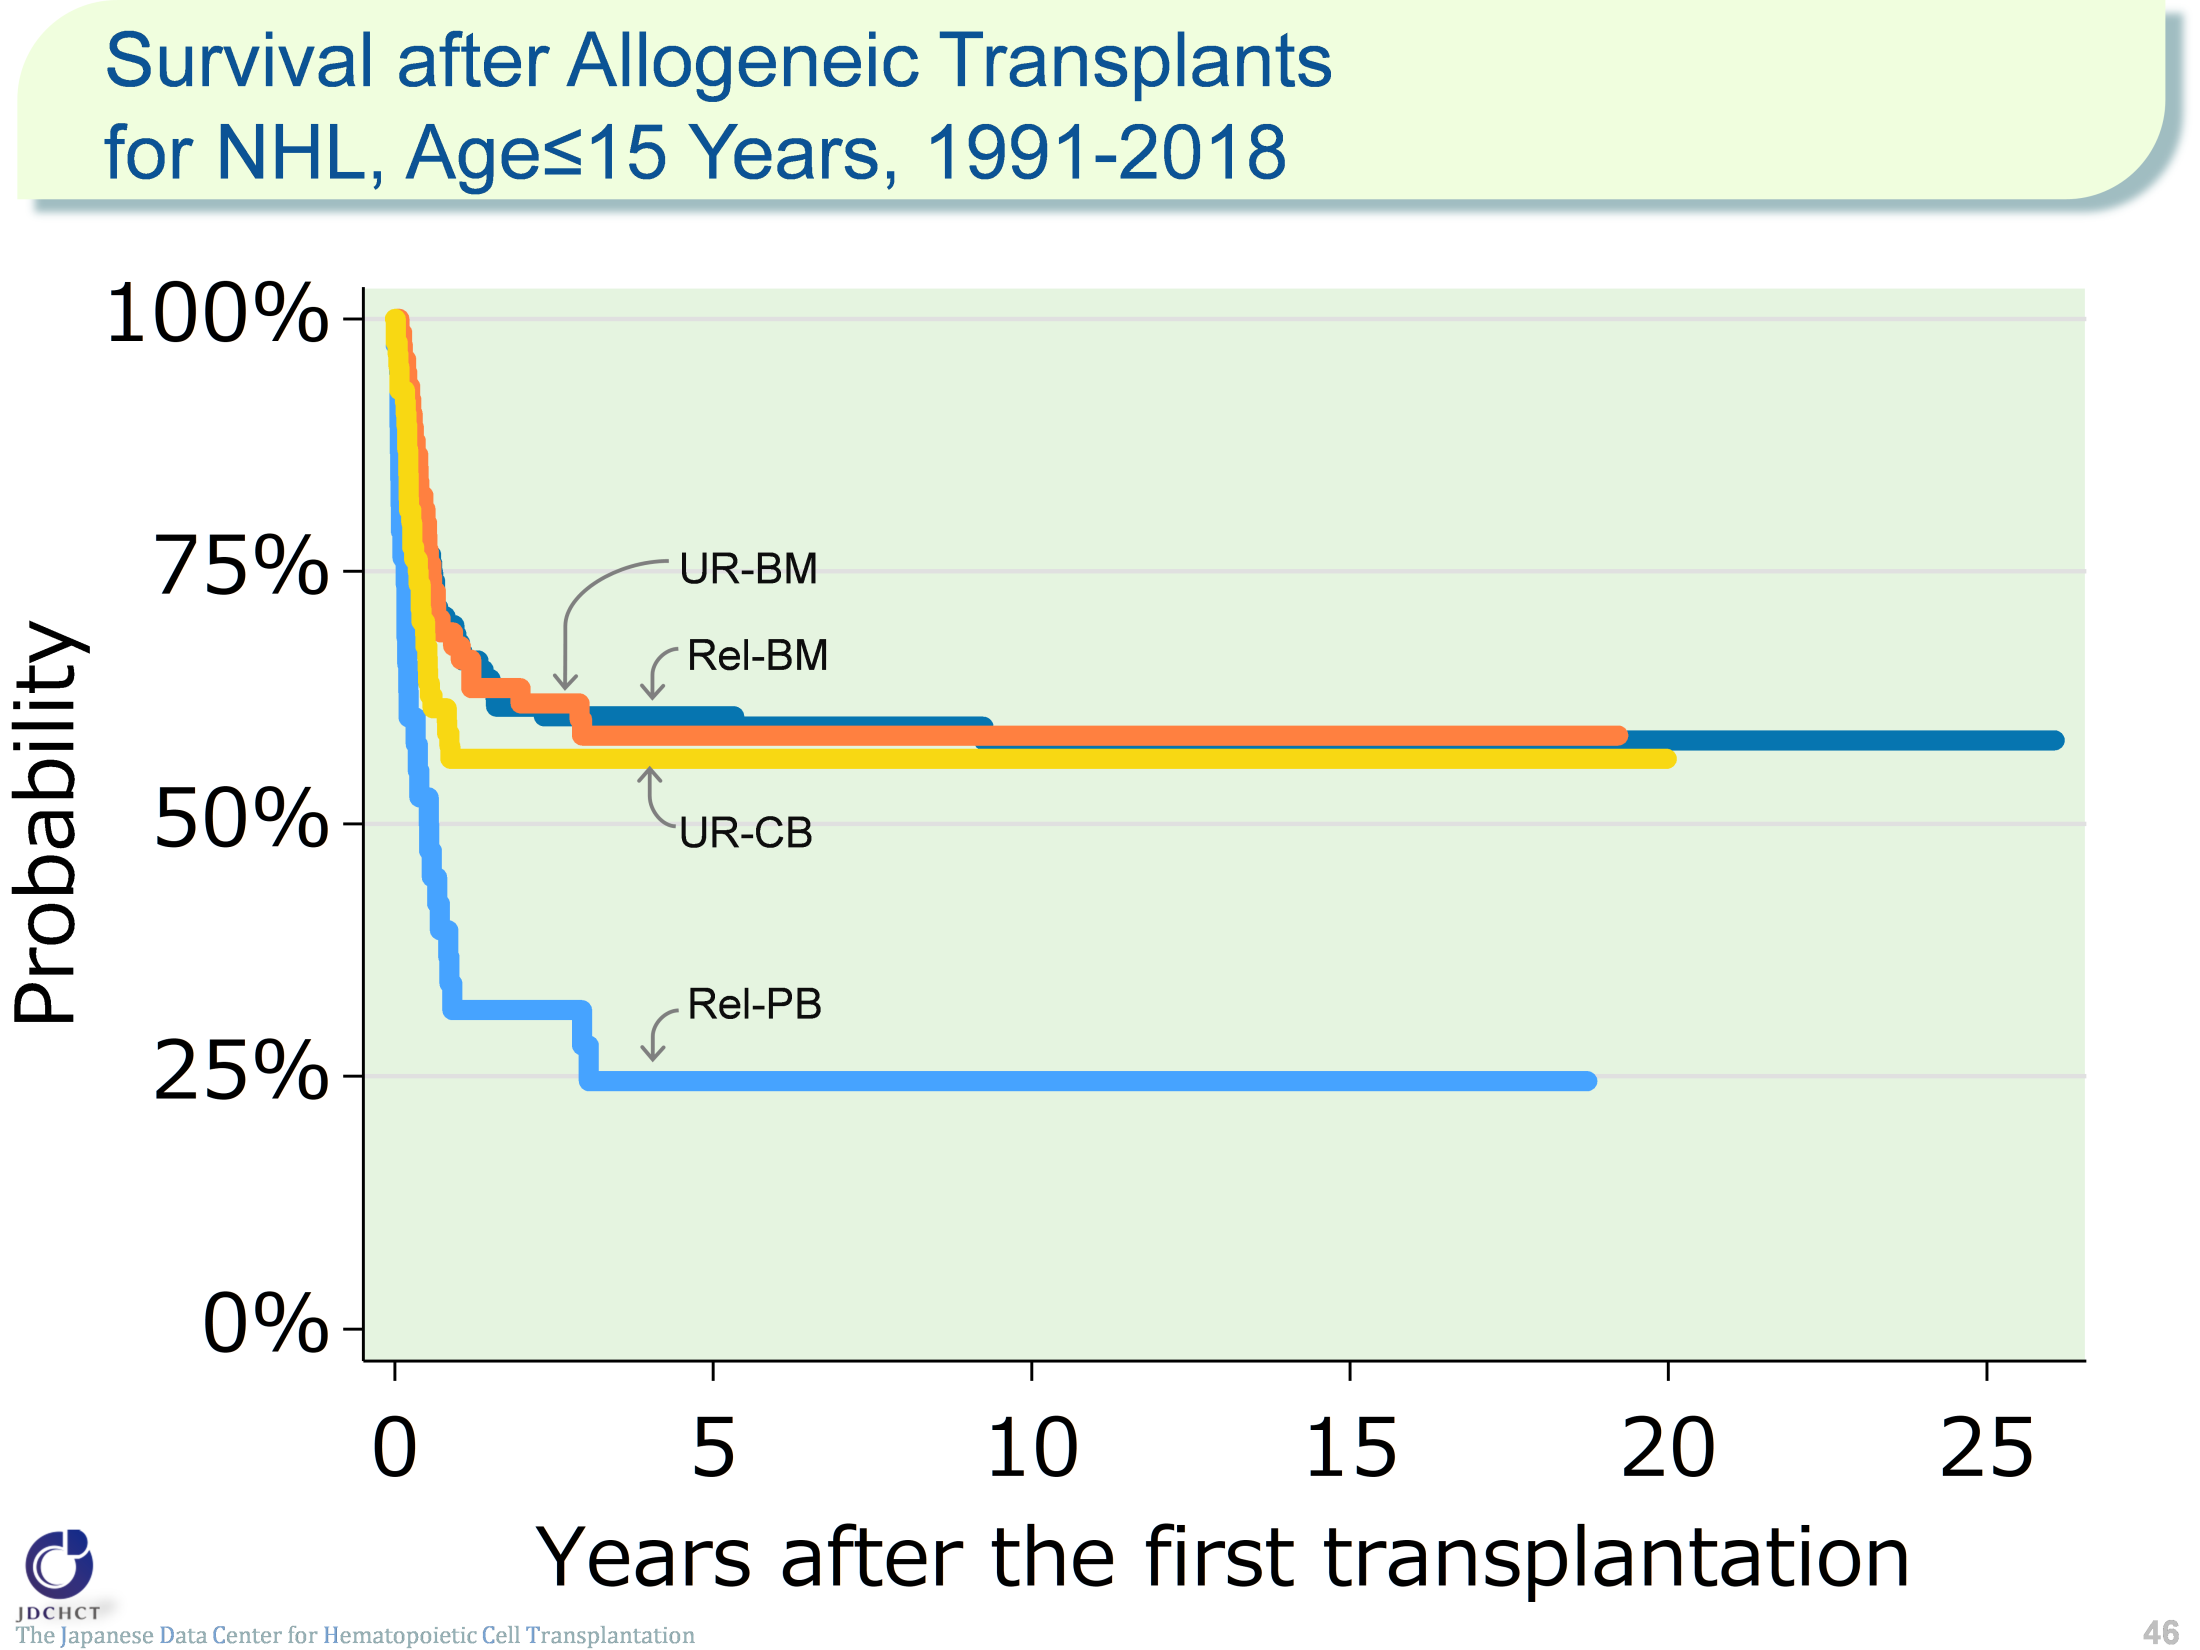 Survival after Allogeneic Transplants
for NHL, Age≤15 Years, 1991-2018
100%
75%
50%
25%
0%
Probability
UR-BM
Rel-BM
UR-CB
Rel-PB
0 5 10 15 20 25
Years after the first transplantation
JDCHCT
The Japanese Data Center for Hematopoietic Cell Transplantation
46